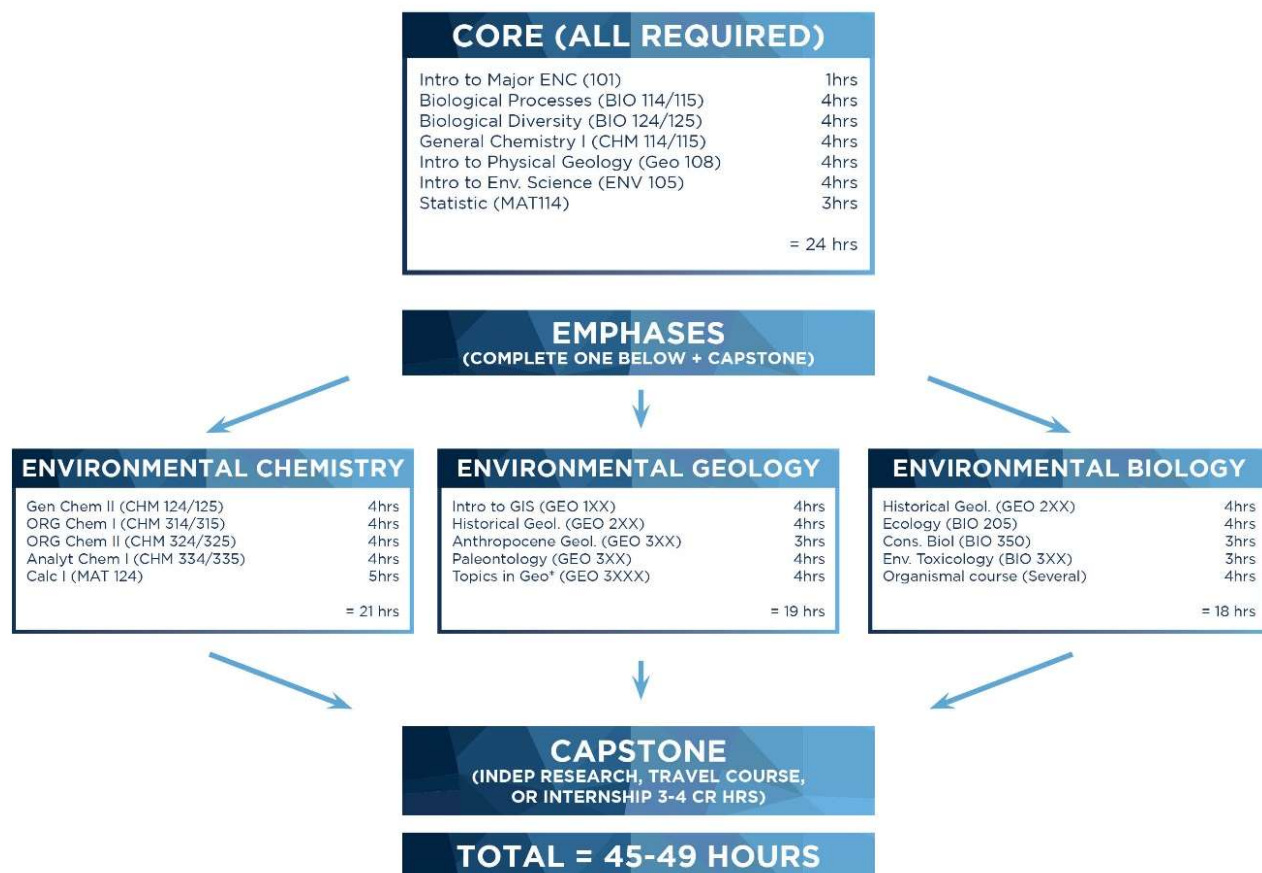 CORE (ALL REQUIRED)
Intro to Major ENC (101) 1hrs
Biological Processes (BIO 114/115) 4hrs
Biological Diversity (BIO 124/125) 4hrs
General Chemistry I (CHM 114/115) 4hrs
Intro to Physical Geology (Geo 108) 4hrs
Intro to Env. Science (ENV 105) 4hrs
Statistic (MAT114) 3hrs
= 24 hrs
EMPHASES
(COMPLETE ONE BELOW + CAPSTONE)
ENVIRONMENTAL CHEMISTRY
Gen Chem II (CHM 124/125) 4hrs
ORG Chem I (CHM 314/315) 4hrs
ORG Chem II (CHM 324/325) 4hrs
Analyt Chem I (CHM 334/335) 4hrs
Calc I (MAT 124) 5hrs
= 21 hrs
ENVIRONMENTAL GEOLOGY
Intro to GIS (GEO 1XX) 4hrs
Historical Geol. (GEO 2XX) 4hrs
Anthropocene Geol. (GEO 3XX) 3hrs
Paleontology (GEO 3XX) 4hrs
Topics in Geo* (GEO 3XXX) 4hrs
= 19 hrs
ENVIRONMENTAL BIOLOGY
Historical Geol. (GEO 2XX) 4hrs
Ecology (BIO 205) 4hrs
Cons. Biol (BIO 350) 3hrs
Env. Toxicology (BIO 3XX) 3hrs
Organismal course (Several) 4hrs
= 18 hrs
CAPSTONE
(INDEP RESEARCH, TRAVEL COURSE,
OR INTERNSHIP 3-4 CR HRS)
TOTAL = 45-49 HOURS